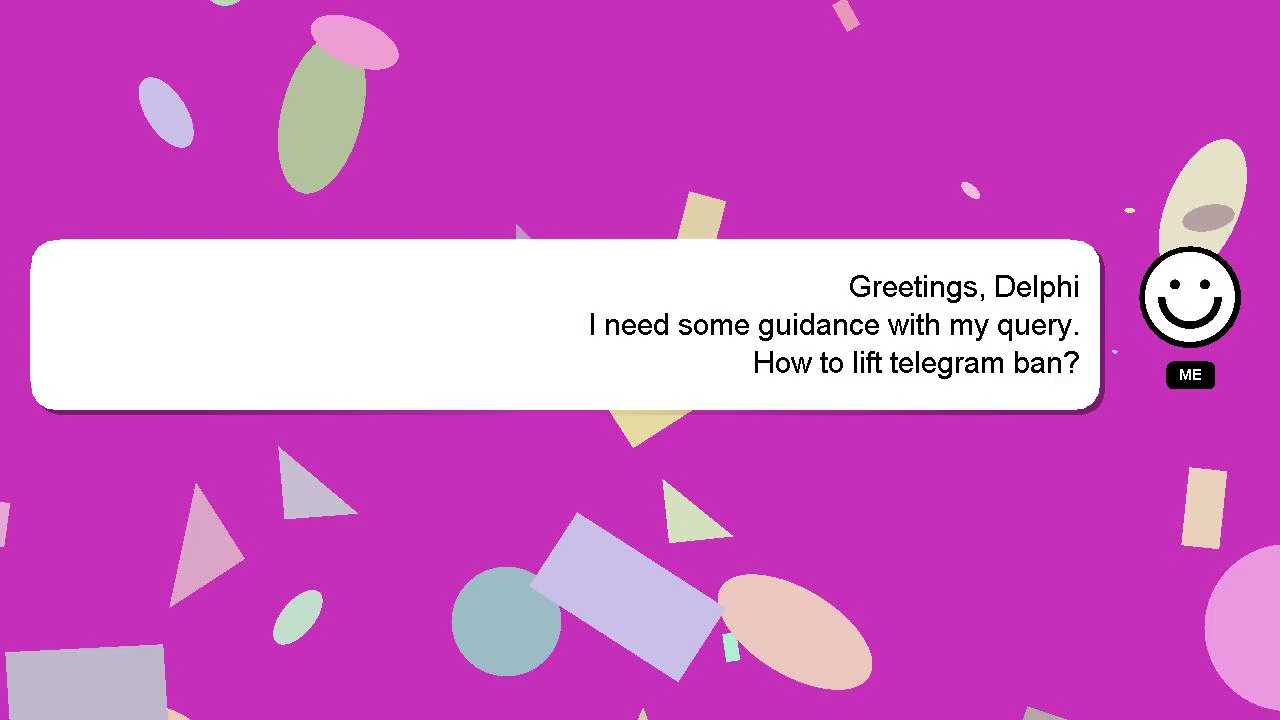 Greetings, Delphi
I need some guidance with my query.
How to lift telegram ban?
ME